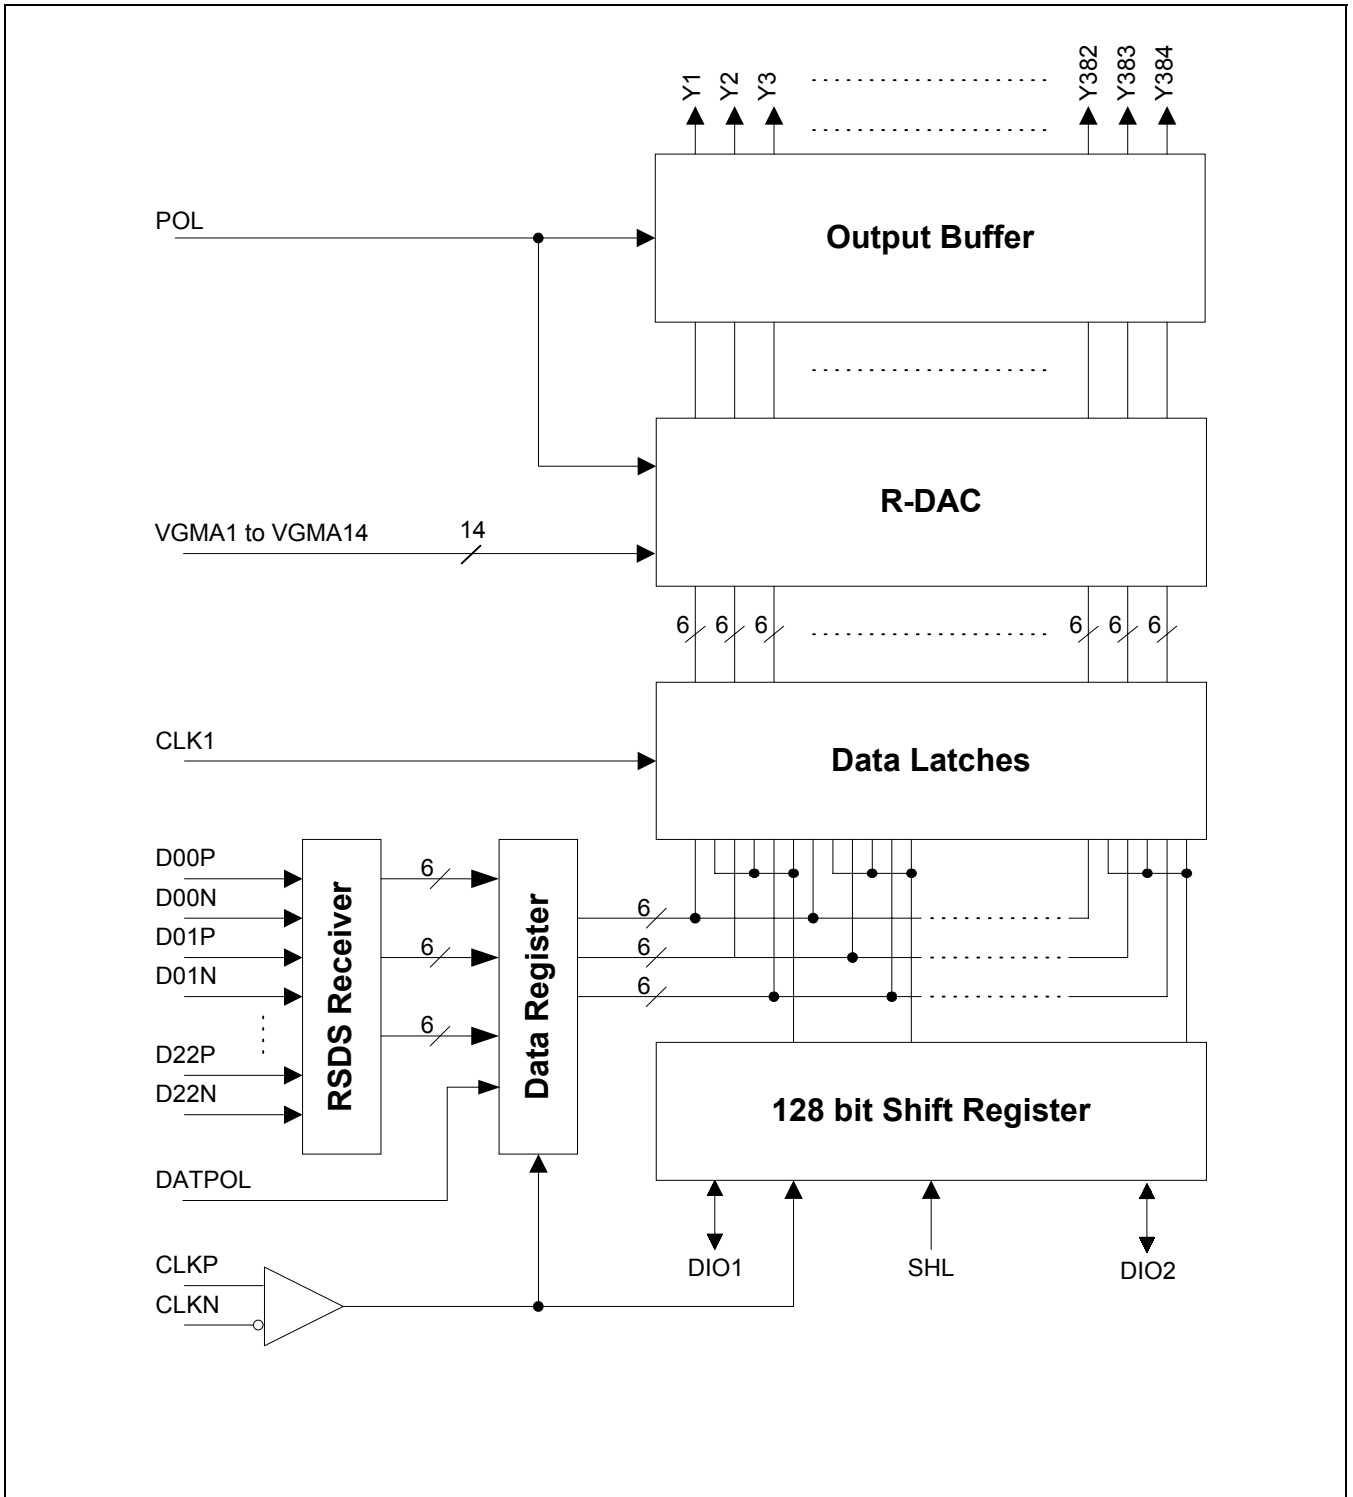 Y1 Y2 Y3 Y382 Y383 Y384
POL
Output Buffer
R-DAC
VGMA1 to VGMA14 14
6 6 6 6 6 6
CLK1
Data Latches
D00P
D00N
D01P
D01N
D22P
D22N
RSDS Receiver
6
6
6
Data Register
6
6
6
128 bit Shift Register
DATPOL
CLKP
CLKN
DIO1 SHL DIO2